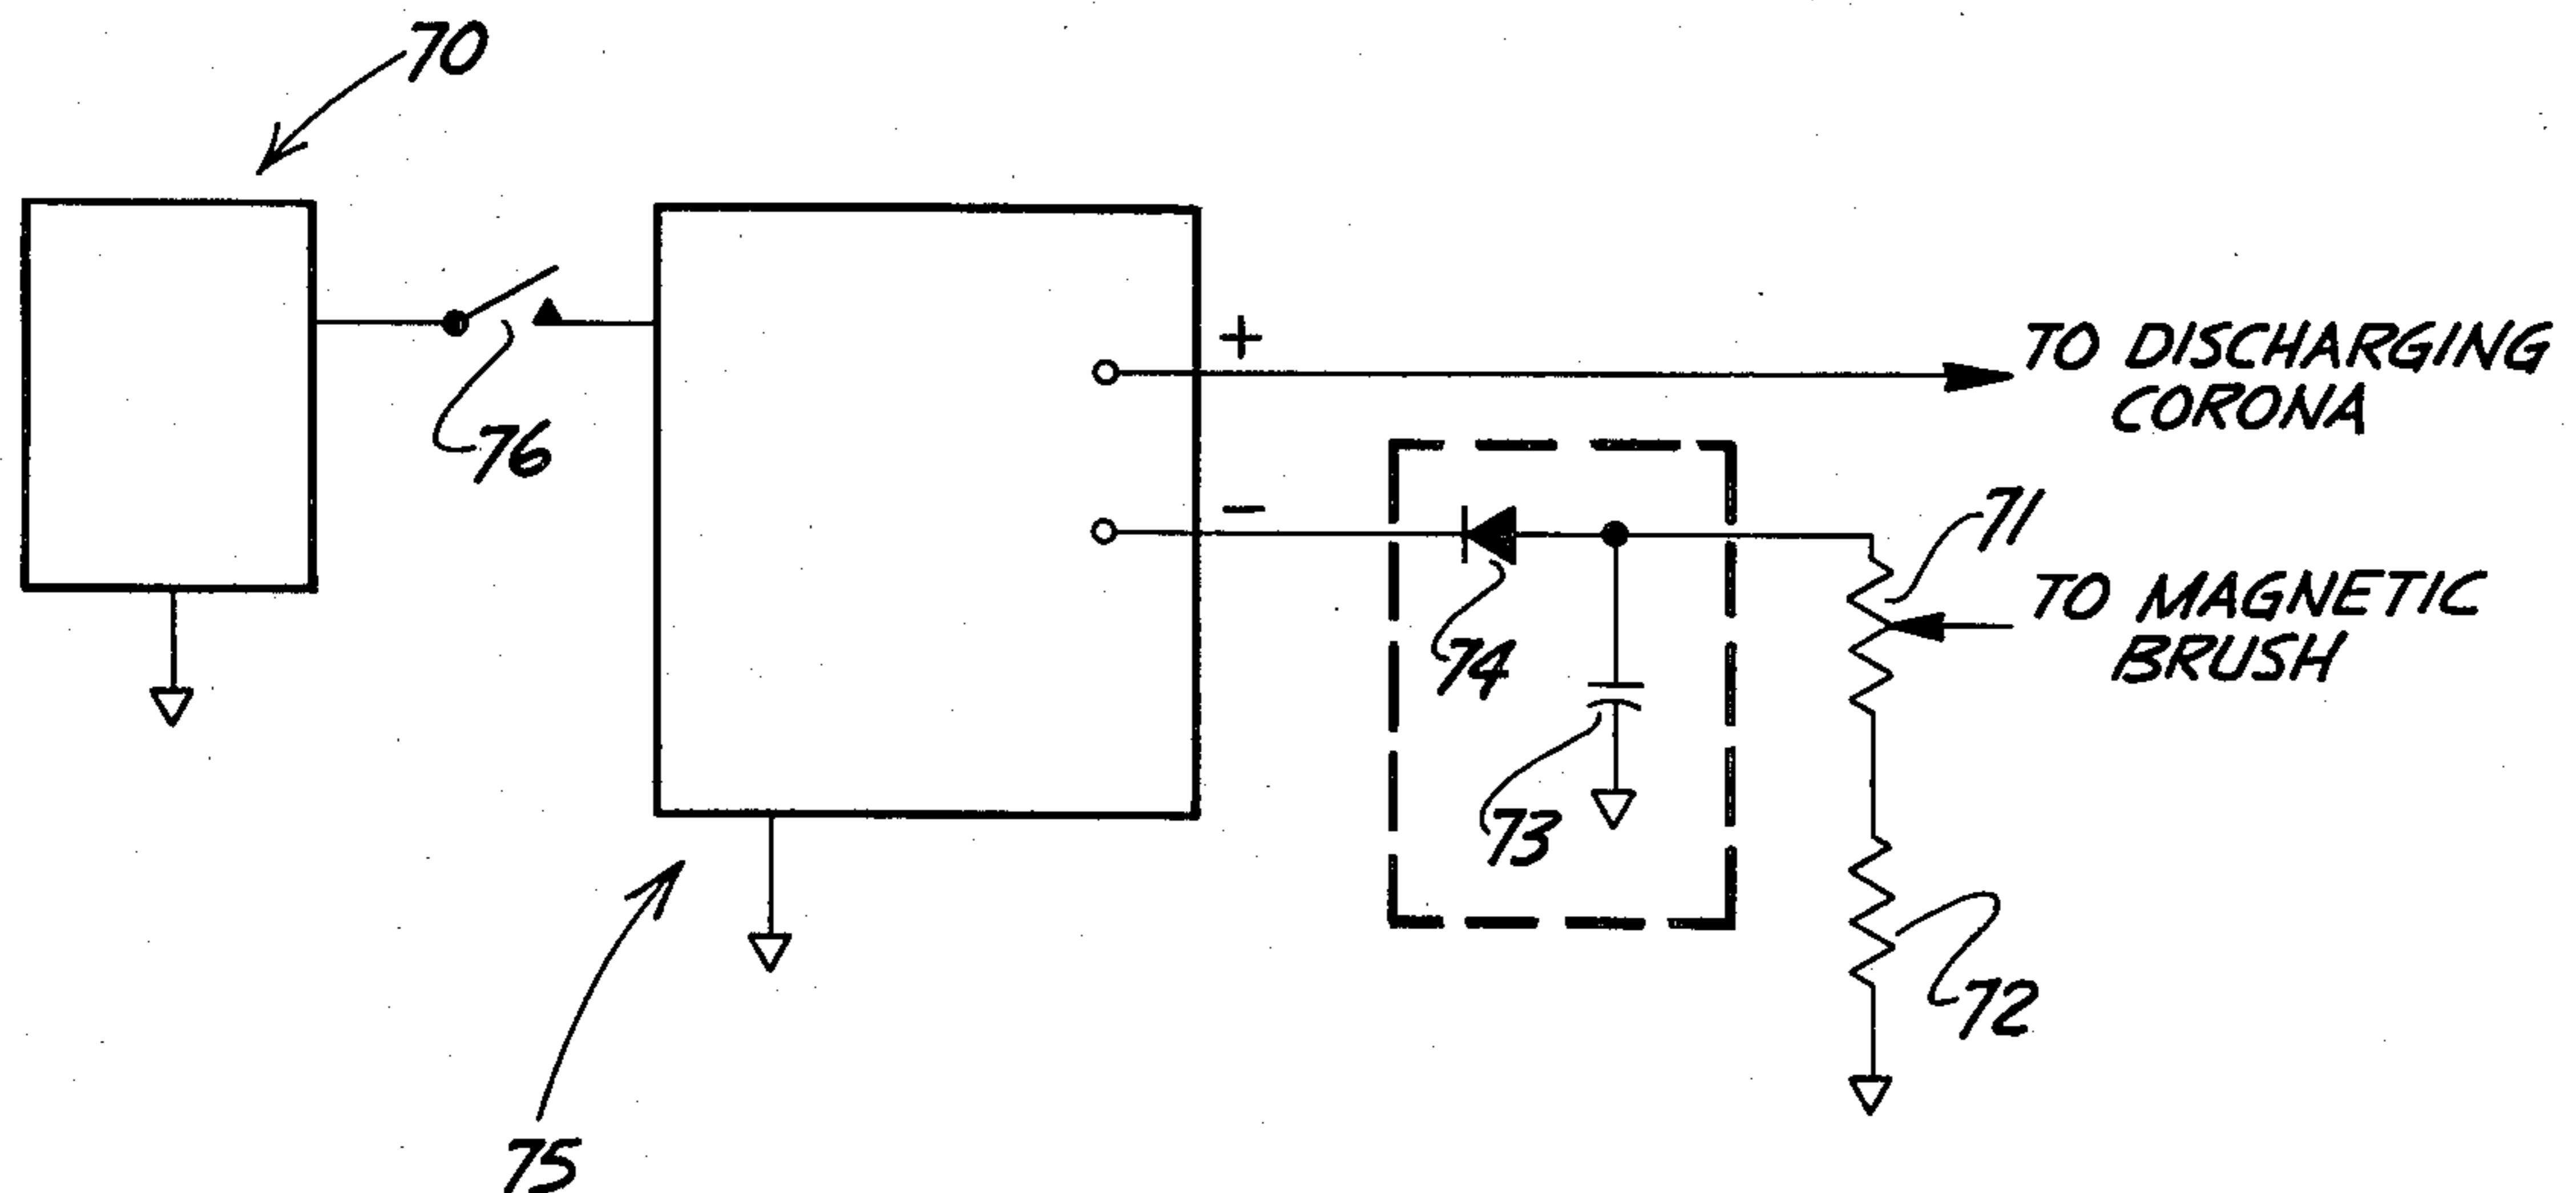 70
76
+
TO DISCHARGING
CORONA
−
71
TO MAGNETIC
BRUSH
74
73
72
75